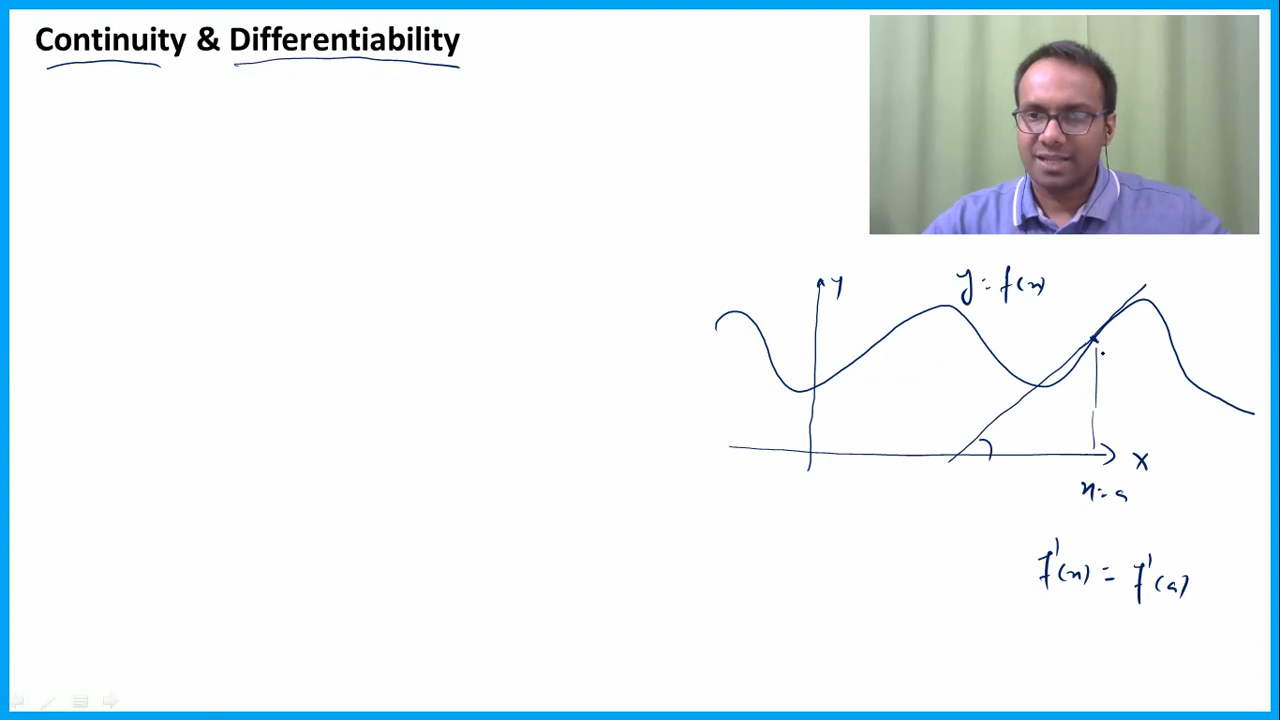 Continuity & Differentiability
y
y = f(x)
x
x = a
f'(x) = f'(a)